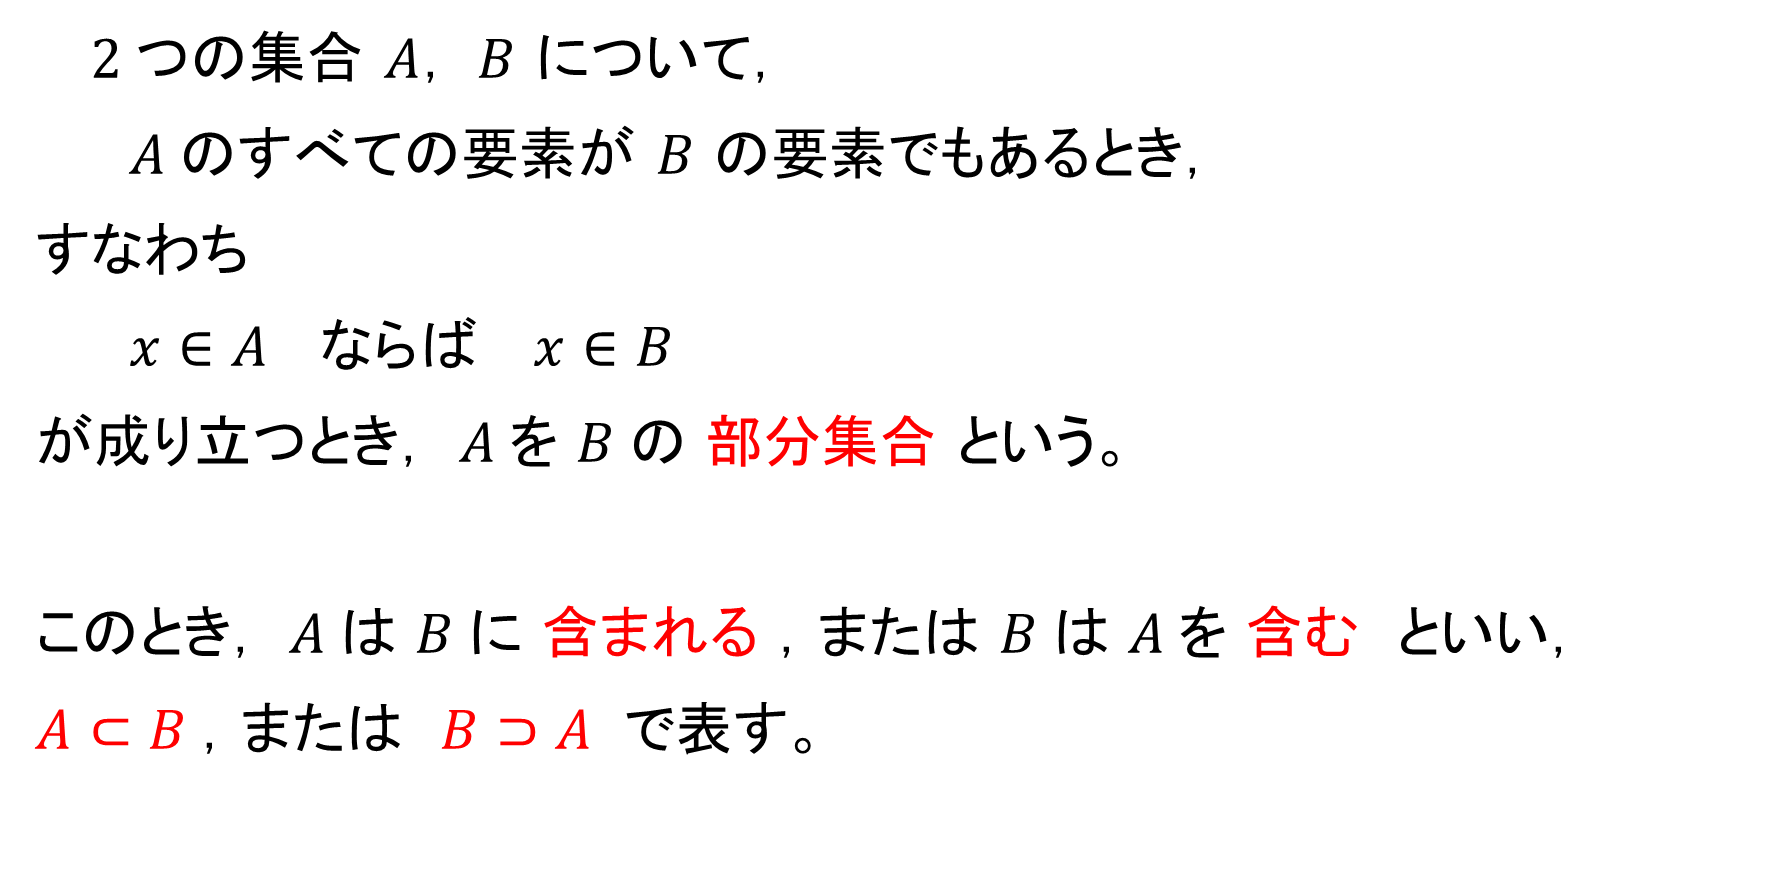 2 つの集合 A, B について,
A のすべての要素が B の要素でもあるとき,
すなわち
x ∈ A ならば x ∈ B
が成り立つとき, A を B の 部分集合 という。
このとき, A は B に 含まれる , または B は A を 含む といい,
A ⊂ B , または B ⊃ A で表す。